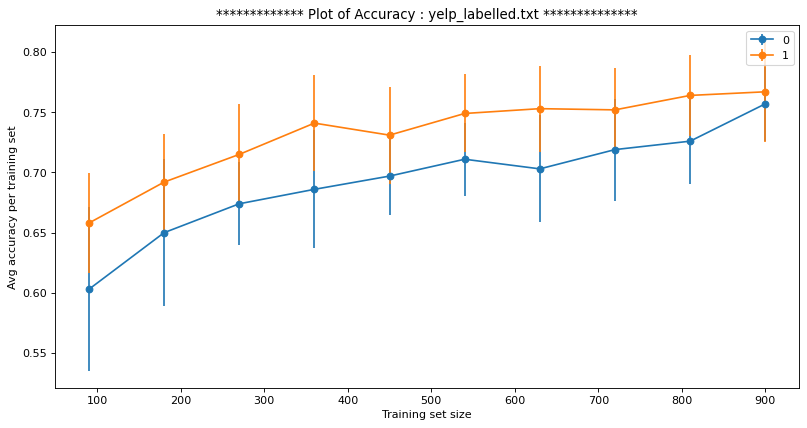 ************* Plot of Accuracy : yelp_labelled.txt **************
0
1
0.80
0.75
0.70
0.65
0.60
0.55
Avg accuracy per training set
100 200 300 400 500 600 700 800 900
Training set size